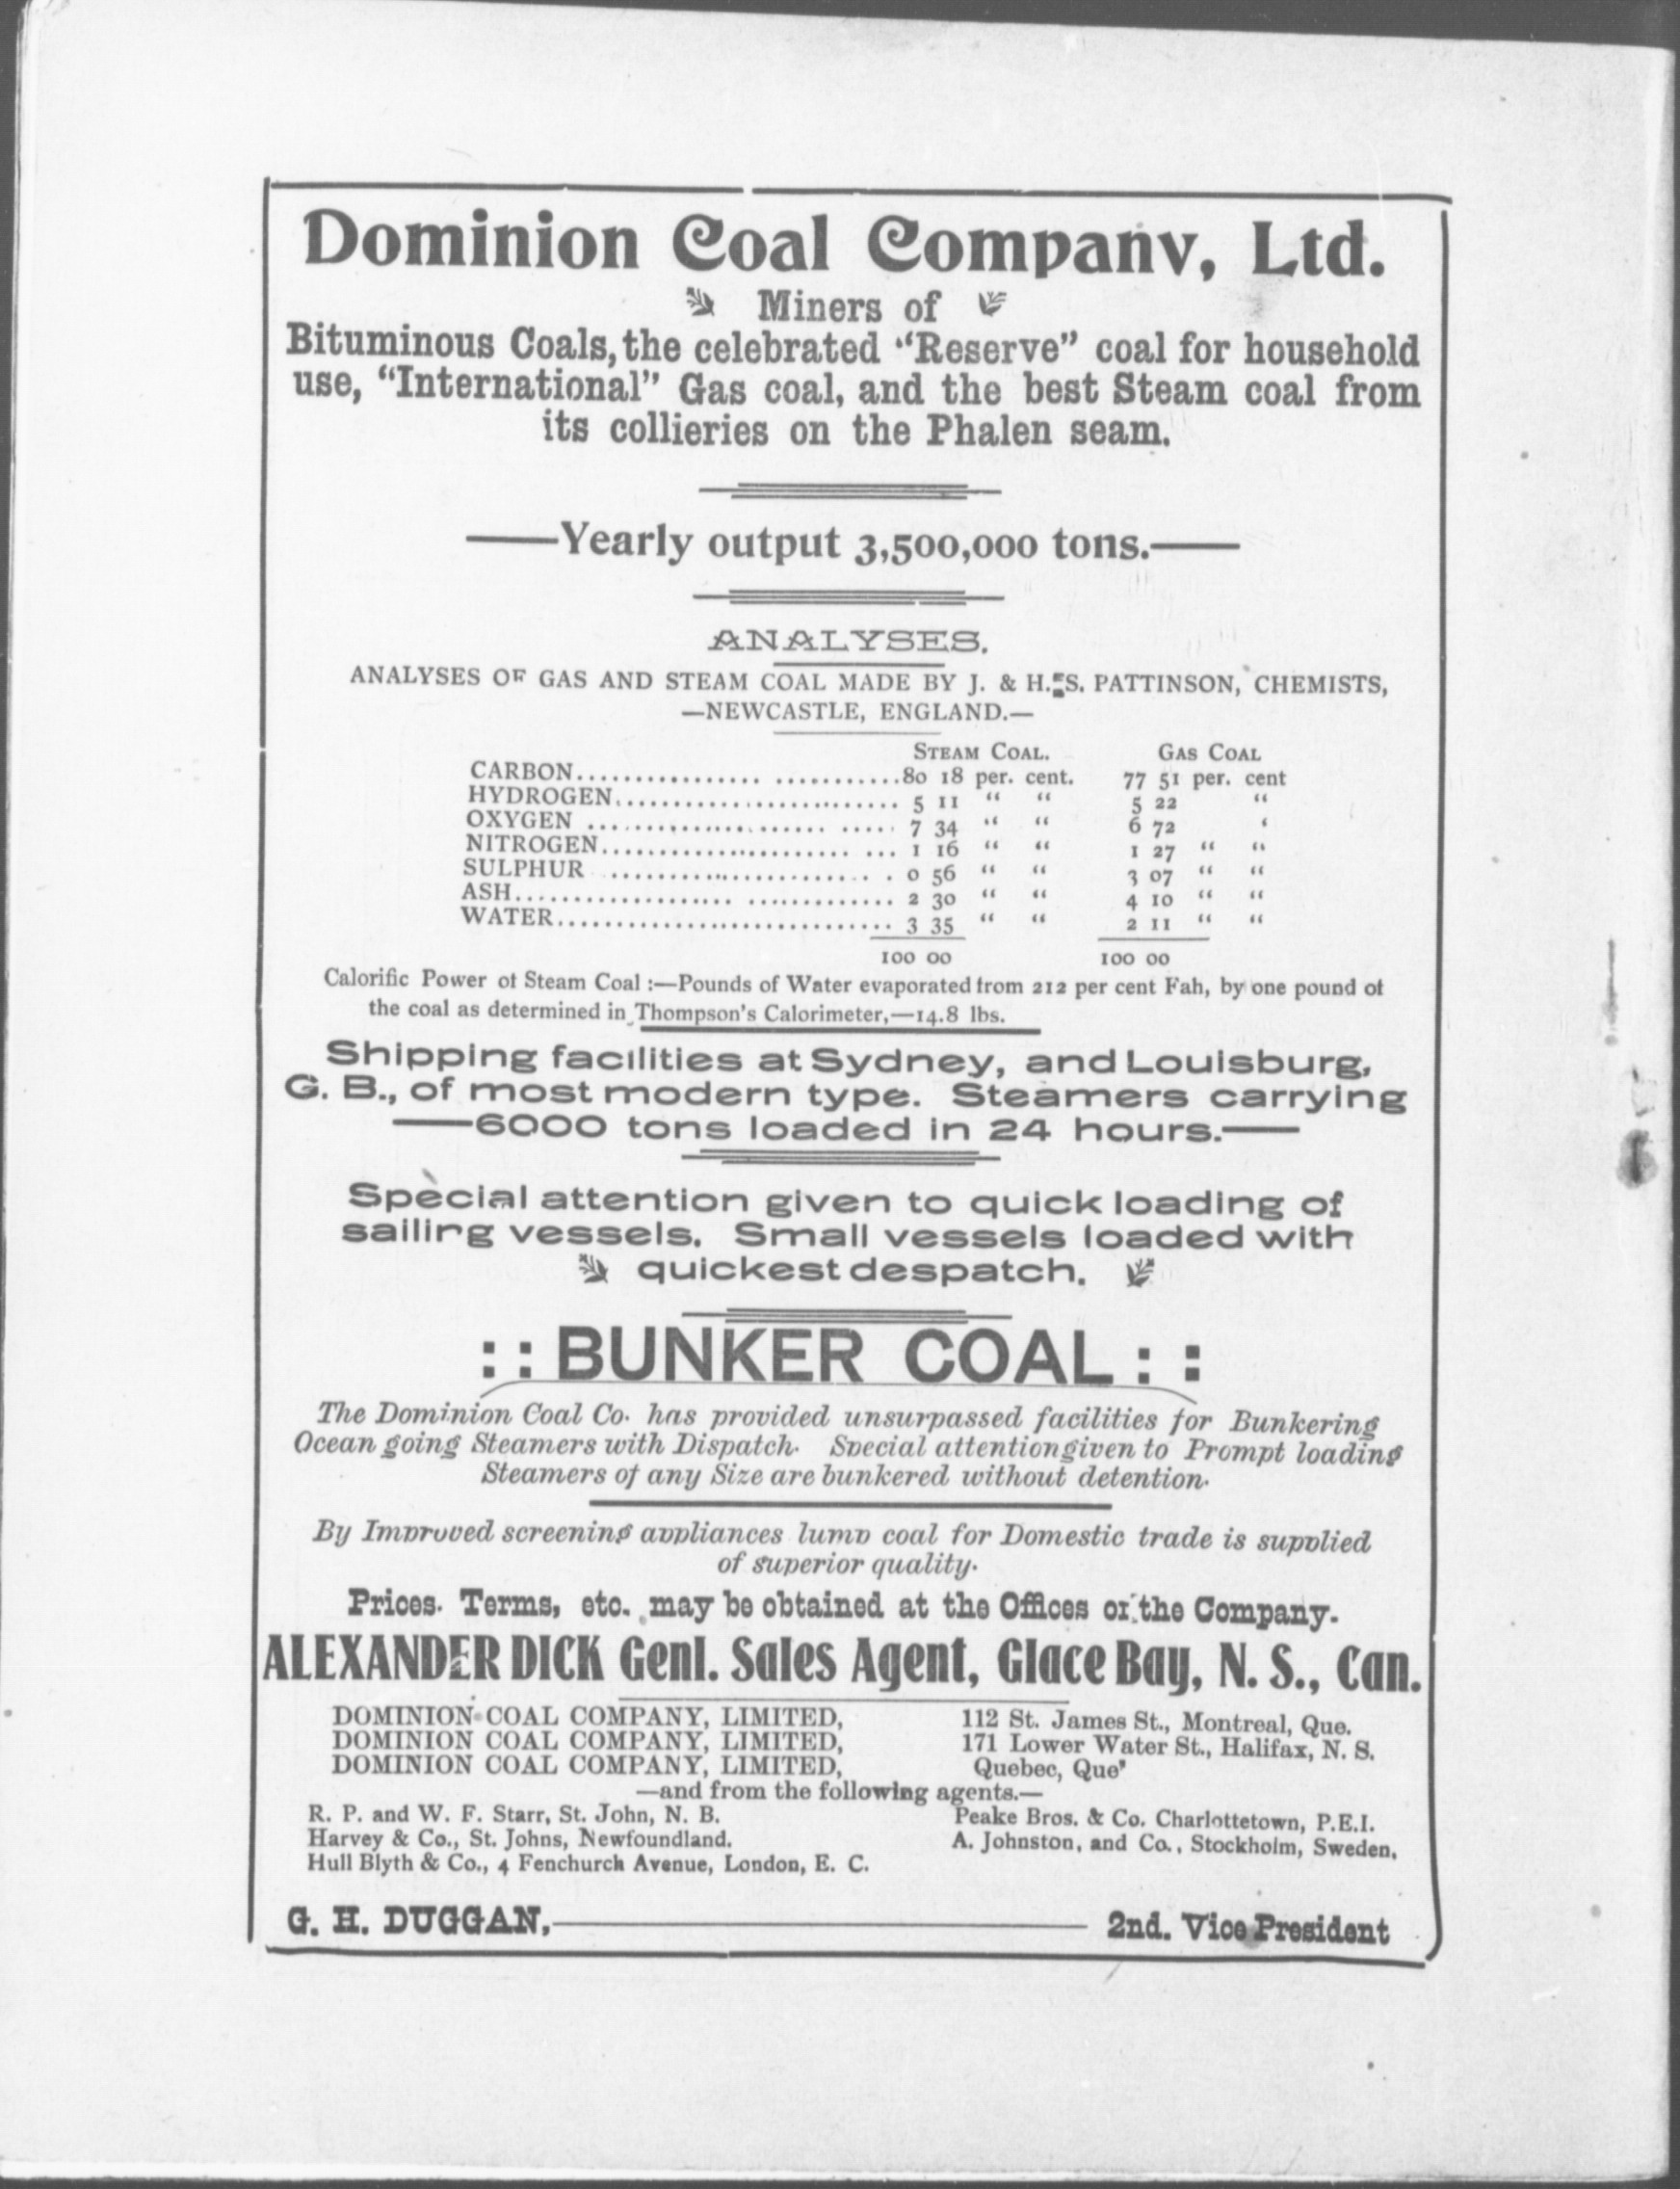 Dominion Coal Company, Ltd.
Miners of
Bituminous Coals, the celebrated "Reserve" coal for household
use, "International" Gas coal, and the best Steam coal from
its collieries on the Phalen seam.
—Yearly output 3,500,000 tons.—
ANALYSES.
ANALYSES OF GAS AND STEAM COAL MADE BY J. & H. S. PATTINSON, CHEMISTS,
—NEWCASTLE, ENGLAND.—
STEAM COAL. GAS COAL
CARBON............................80 18 per. cent. 77 51 per. cent
HYDROGEN............................ 5 11 “ “ 5 22 “
OXYGEN ............................ 7 34 “ “ 6 72 ‘
NITROGEN............................ 1 16 “ “ 1 27 “ “
SULPHUR ............................ 0 56 “ “ 3 07 “ “
ASH............................ 2 30 “ “ 4 10 “ “
WATER............................ 3 35 “ “ 2 11 “ “
100 00 100 00
Calorific Power of Steam Coal :—Pounds of Water evaporated from 212 per cent Fah, by one pound of
the coal as determined in Thompson's Calorimeter,—14.8 lbs.
Shipping facilities at Sydney, and Louisburg,
G. B., of most modern type. Steamers carrying
—6000 tons loaded in 24 hours.—
Special attention given to quick loading of
sailing vessels. Small vessels loaded with
quickest despatch.
: : BUNKER COAL : :
The Dominion Coal Co. has provided unsurpassed facilities for Bunkering
Ocean going Steamers with Dispatch. Special attention given to Prompt loading
Steamers of any Size are bunkered without detention.
By Improved screening appliances lump coal for Domestic trade is supplied
of superior quality.
Prices. Terms, etc. may be obtained at the Offices of the Company.
ALEXANDER DICK Genl. Sales Agent, Glace Bay, N. S., Can.
DOMINION COAL COMPANY, LIMITED, 112 St. James St., Montreal, Que.
DOMINION COAL COMPANY, LIMITED, 171 Lower Water St., Halifax, N. S.
DOMINION COAL COMPANY, LIMITED, Quebec, Que'
—and from the following agents.—
R. P. and W. F. Starr, St. John, N. B. Peake Bros. & Co. Charlottetown, P.E.I.
Harvey & Co., St. Johns, Newfoundland. A. Johnston, and Co., Stockholm, Sweden,
Hull Blyth & Co., 4 Fenchurch Avenue, London, E. C.
G. H. DUGGAN,— 2nd. Vice President